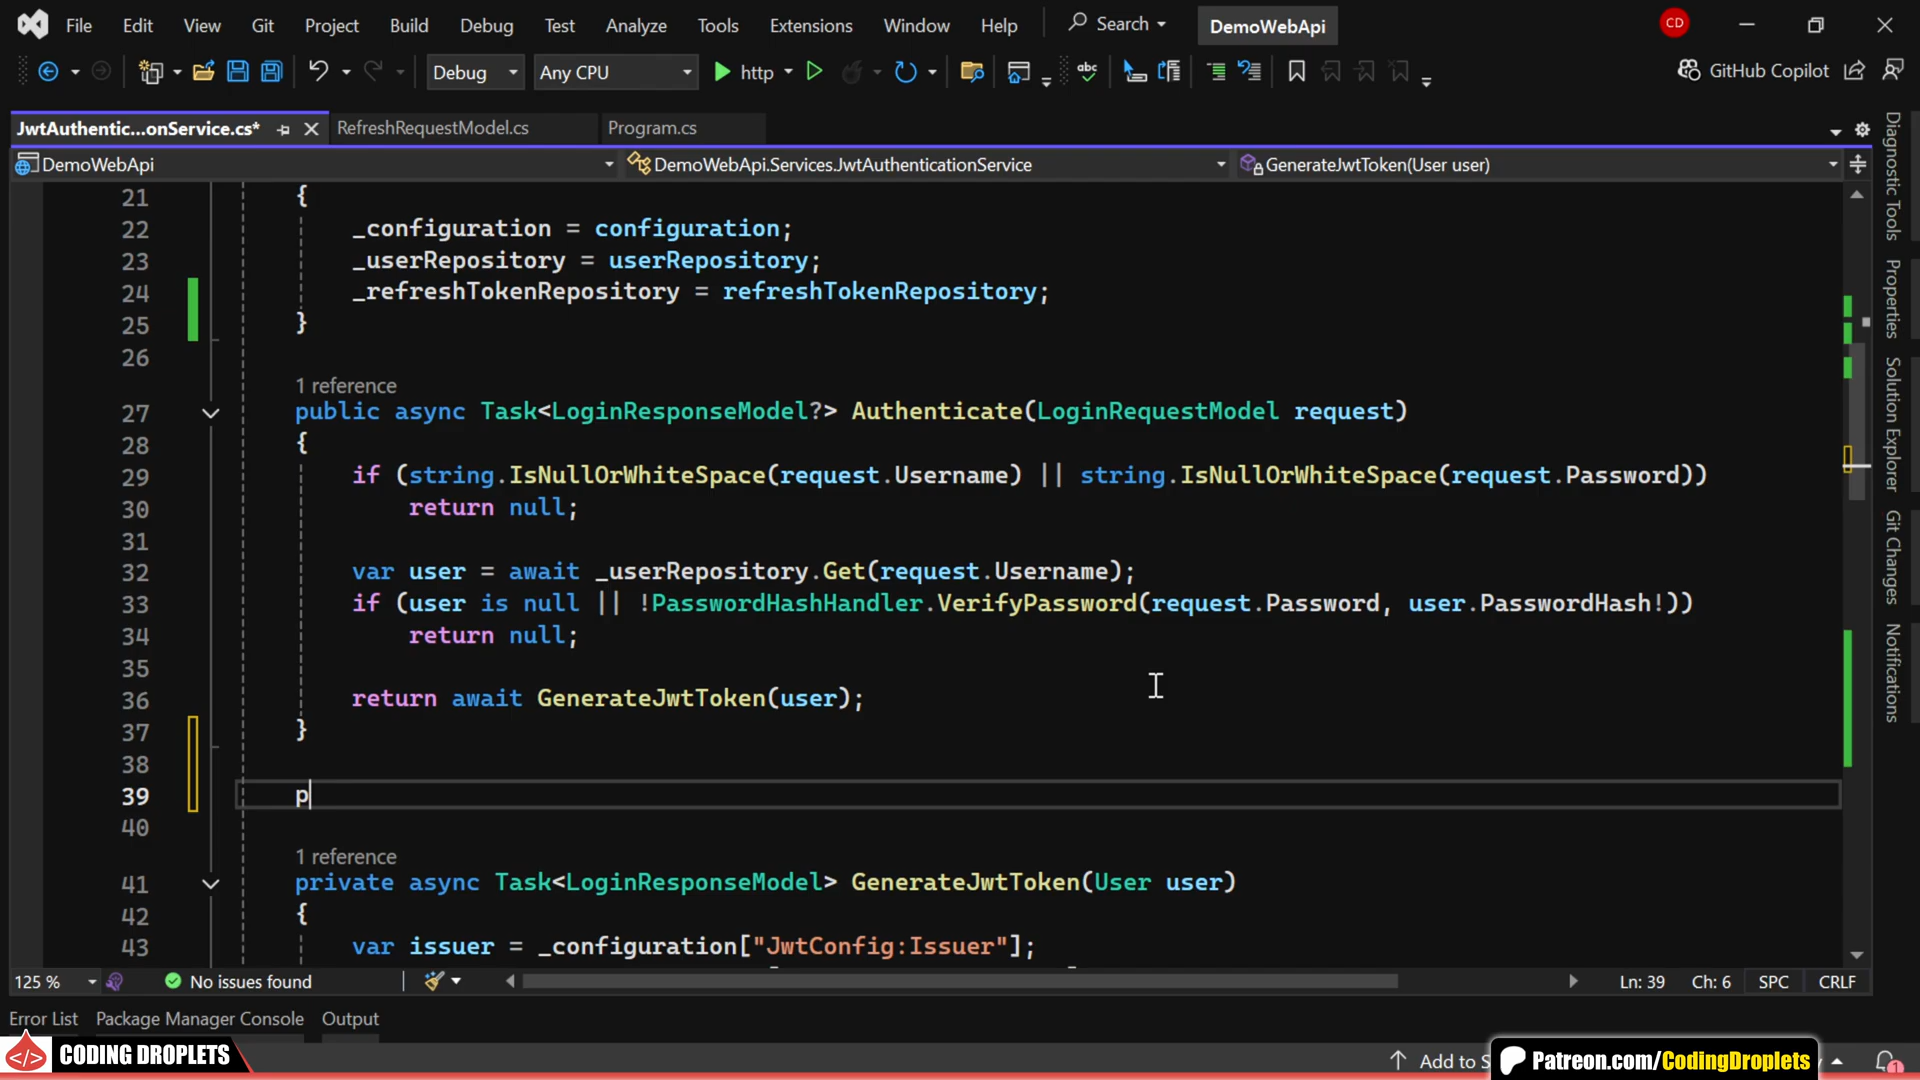 File Edit View Git Project Build Debug Test Analyze Tools Extensions Window Help Search DemoWebApi CD
Debug Any CPU http abc GitHub Copilot
JwtAuthentic...onService.cs* RefreshRequestModel.cs Program.cs
DemoWebApi DemoWebApi.Services.JwtAuthenticationService GenerateJwtToken(User user)
21 {
22 _configuration = configuration;
23 _userRepository = userRepository;
24 _refreshTokenRepository = refreshTokenRepository;
25 }
26
1 reference
27 public async Task<LoginResponseModel?> Authenticate(LoginRequestModel request)
28 {
29 if (string.IsNullOrWhiteSpace(request.Username) || string.IsNullOrWhiteSpace(request.Password))
30 return null;
31
32 var user = await _userRepository.Get(request.Username);
33 if (user is null || !PasswordHashHandler.VerifyPassword(request.Password, user.PasswordHash!))
34 return null;
35
36 return await GenerateJwtToken(user);
37 }
38
39 p
40
1 reference
41 private async Task<LoginResponseModel> GenerateJwtToken(User user)
42 {
43 var issuer = _configuration["JwtConfig:Issuer"];
Diagnostic Tools
Properties
Solution Explorer
Git Changes
Notifications
125 % No issues found Ln: 39 Ch: 6 SPC CRLF
Error List Package Manager Console Output
</> CODING DROPLETS Add to S Patreon.com/CodingDroplets 1